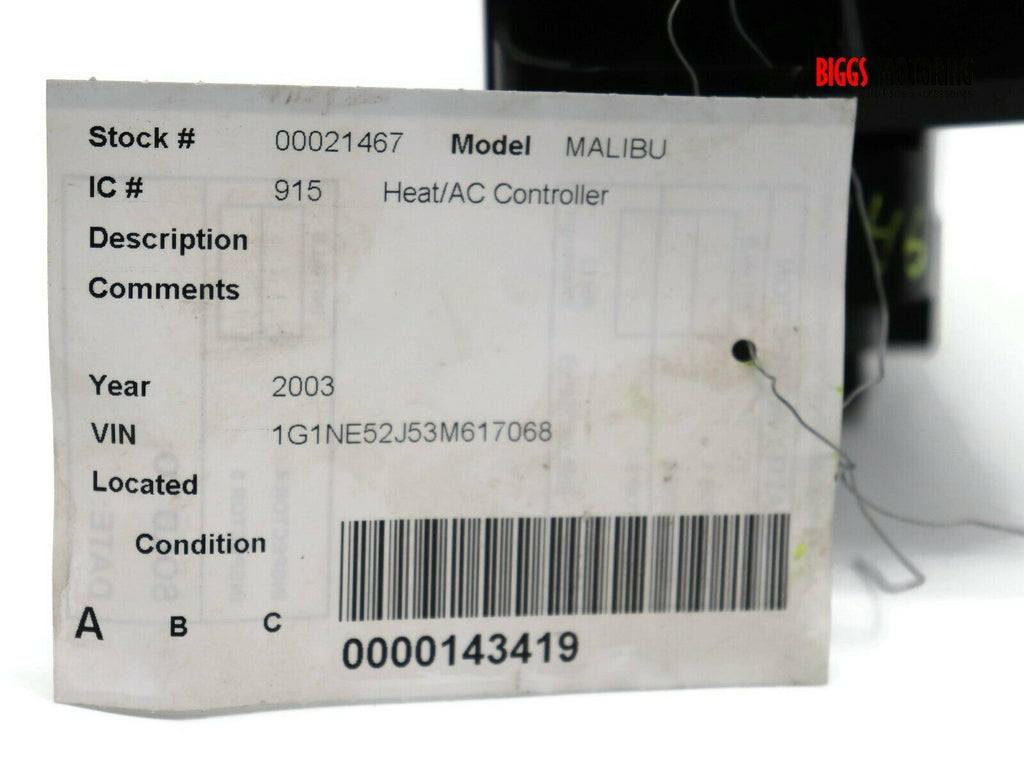 BIGGS MOTORING
Stock # 00021467 Model MALIBU
IC # 915 Heat/AC Controller
Description
Comments
Year 2003
VIN 1G1NE52J53M617068
Located
Condition
A B C
0000143419